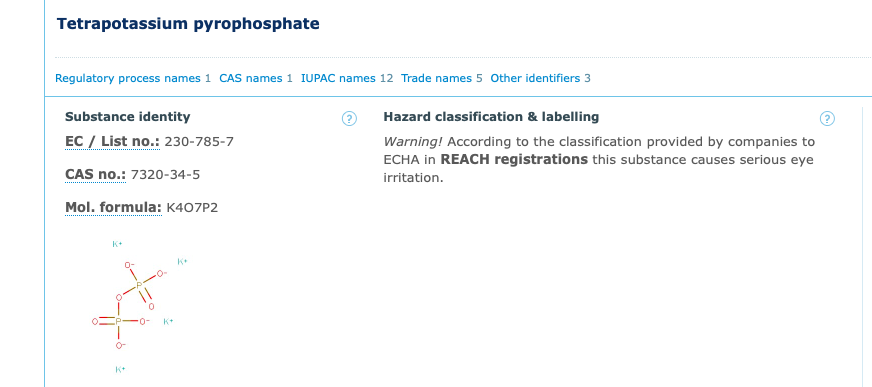 Tetrapotassium pyrophosphate
Regulatory process names 1 CAS names 1 IUPAC names 12 Trade names 5 Other identifiers 3
Substance identity
?
EC / List no.: 230-785-7
CAS no.: 7320-34-5
Mol. formula: K4O7P2
K+
K+
O-
O-
P
O
O
O
P
O-
K+
O-
K+
Hazard classification & labelling
?
Warning! According to the classification provided by companies to
ECHA in REACH registrations this substance causes serious eye
irritation.